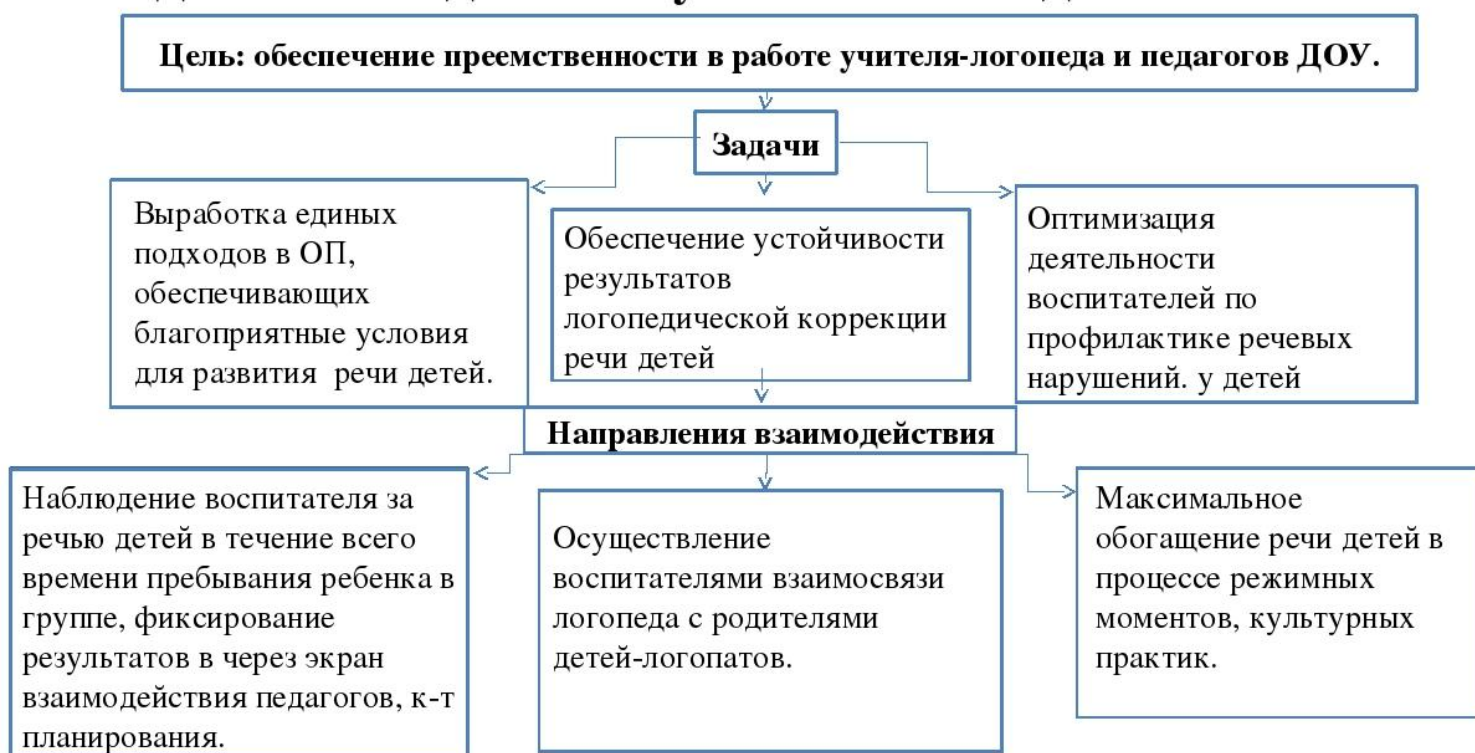 Цель: обеспечение преемственности в работе учителя-логопеда и педагогов ДОУ.
Задачи
Выработка единых
подходов в ОП,
обеспечивающих
благоприятные условия
для развития речи детей.
Обеспечение устойчивости
результатов
логопедической коррекции
речи детей
Оптимизация
деятельности
воспитателей по
профилактике речевых
нарушений. у детей
Направления взаимодействия
Наблюдение воспитателя за
речью детей в течение всего
времени пребывания ребенка в
группе, фиксирование
результатов в через экран
взаимодействия педагогов, к-т
планирования.
Осуществление
воспитателями взаимосвязи
логопеда с родителями
детей-логопатов.
Максимальное
обогащение речи детей в
процессе режимных
моментов, культурных
практик.